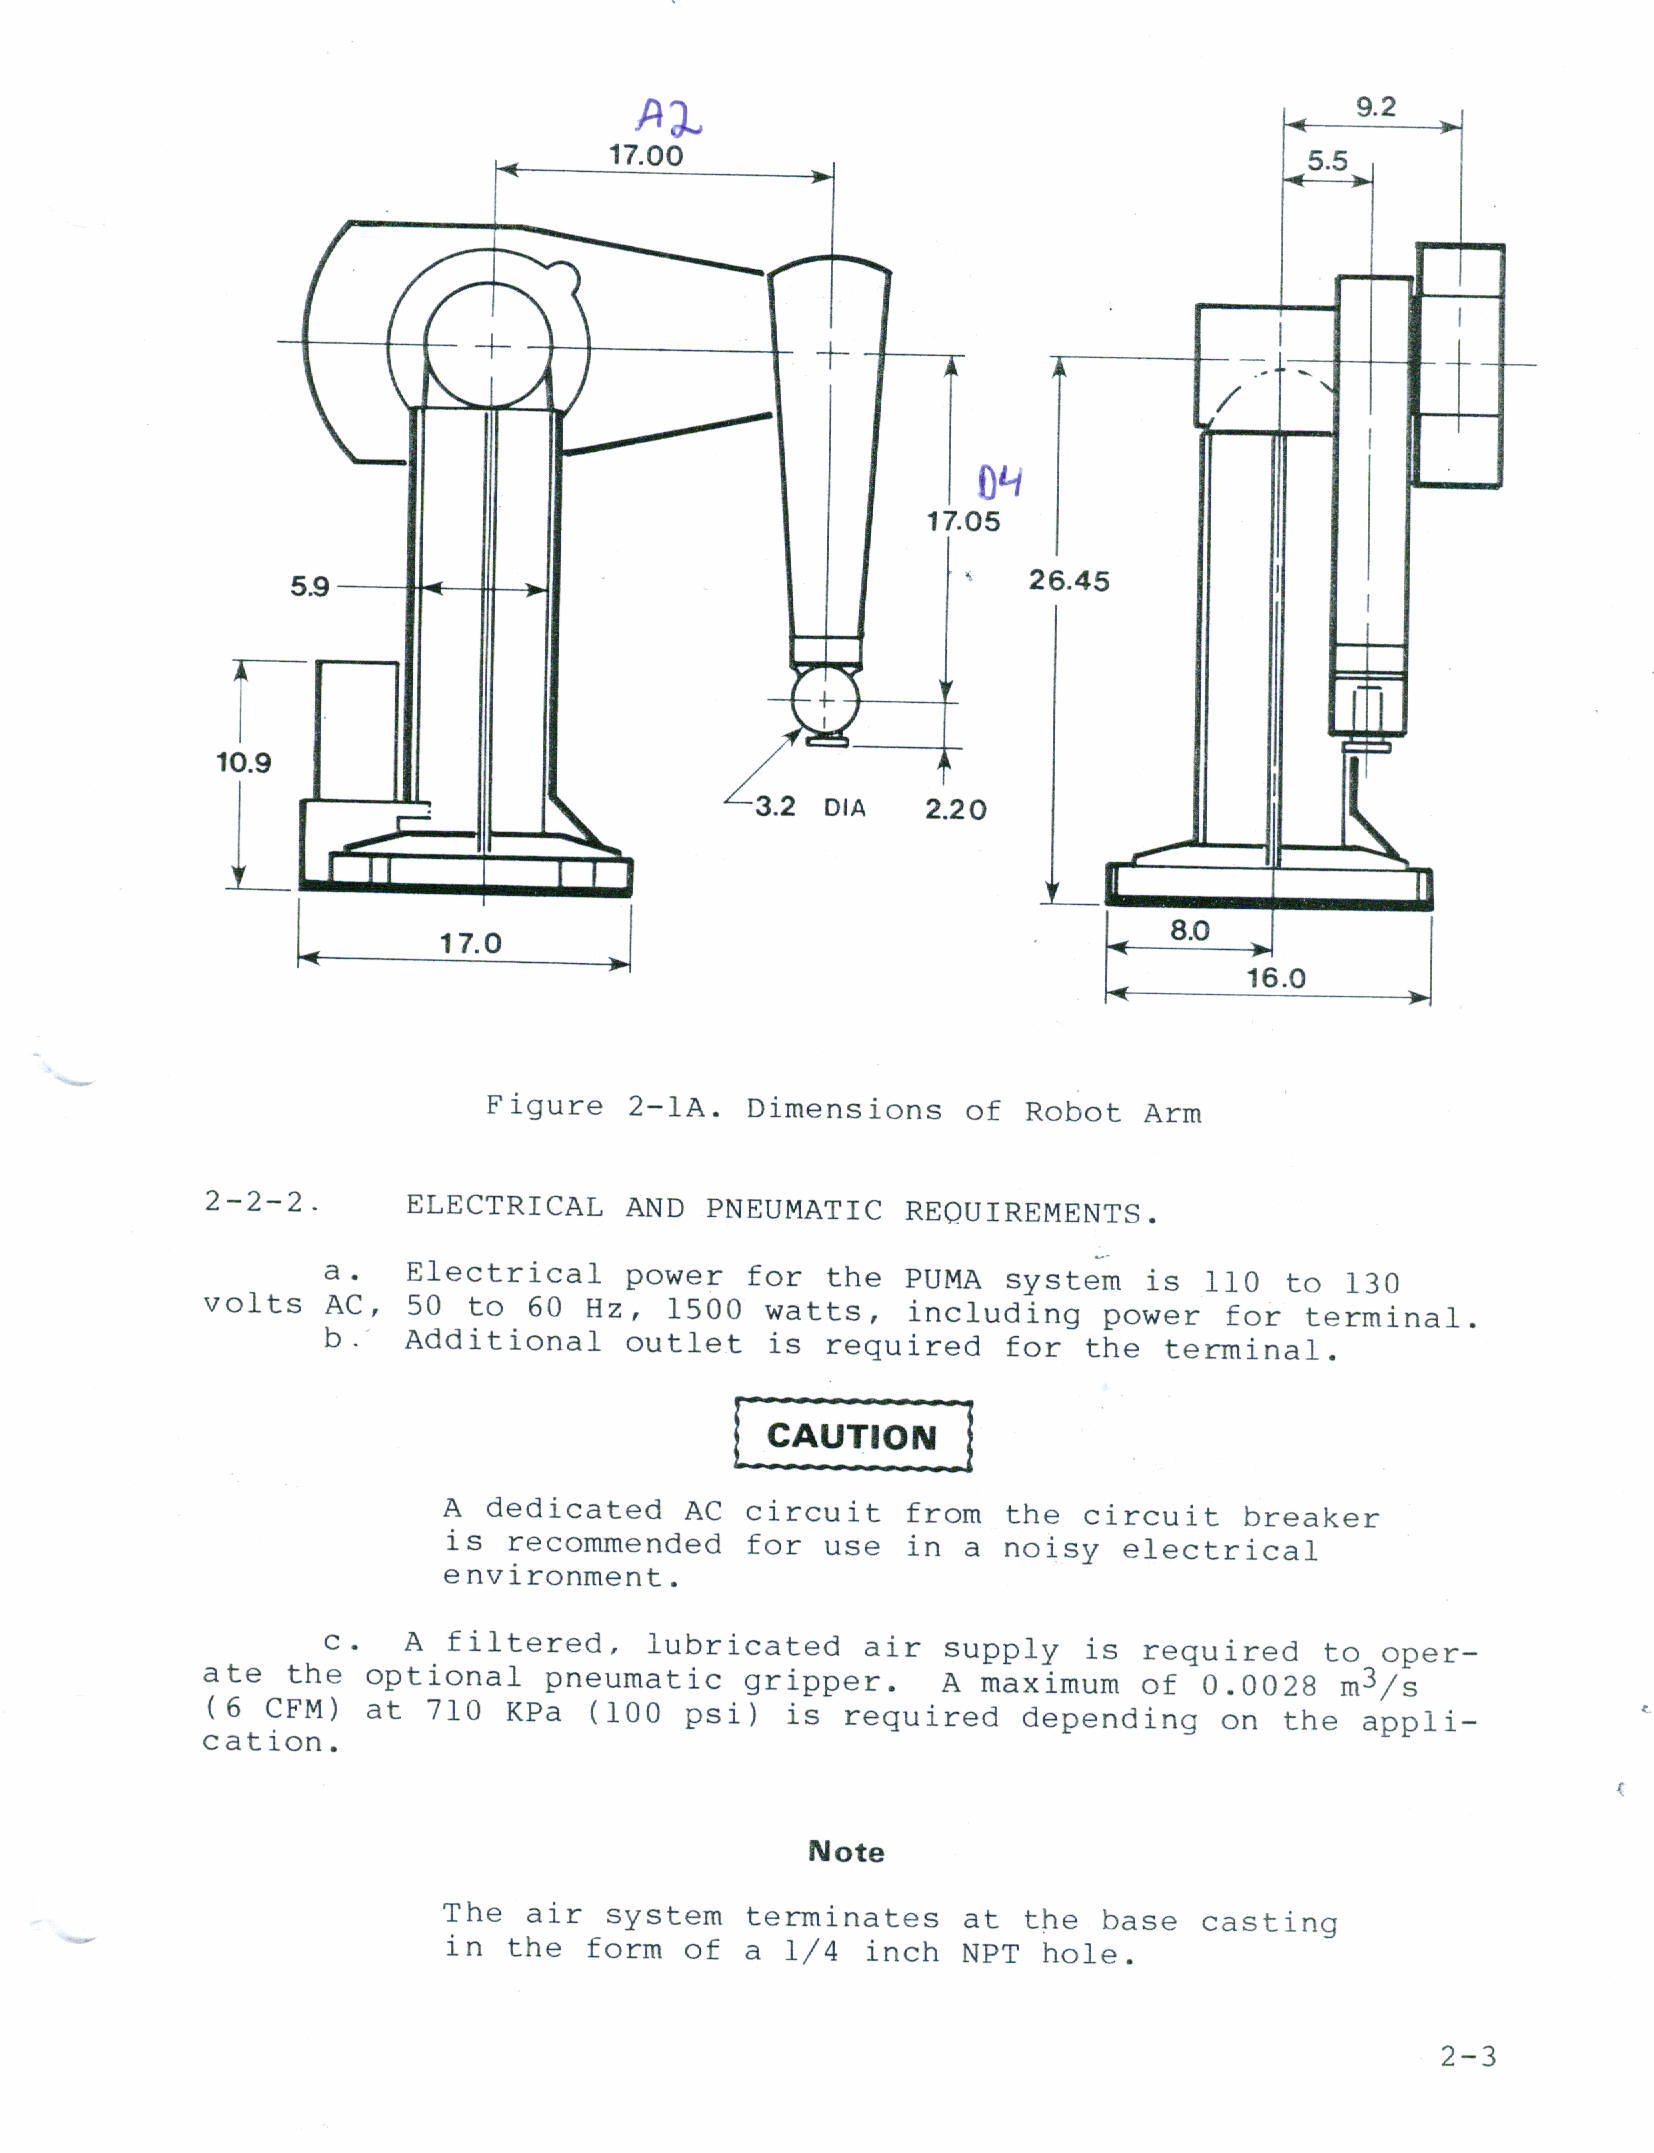 A2
17.00
9.2
5.5
D4
17.05
26.45
5.9
10.9
3.2 DIA
2.20
17.0
8.0
16.0
Figure 2-1A. Dimensions of Robot Arm
2-2-2. ELECTRICAL AND PNEUMATIC REQUIREMENTS.
a. Electrical power for the PUMA system is 110 to 130
volts AC, 50 to 60 Hz, 1500 watts, including power for terminal.
b. Additional outlet is required for the terminal.
CAUTION
A dedicated AC circuit from the circuit breaker
is recommended for use in a noisy electrical
environment.
c. A filtered, lubricated air supply is required to oper-
ate the optional pneumatic gripper. A maximum of 0.0028 m3/s
(6 CFM) at 710 KPa (100 psi) is required depending on the appli-
cation.
Note
The air system terminates at the base casting
in the form of a 1/4 inch NPT hole.
2-3